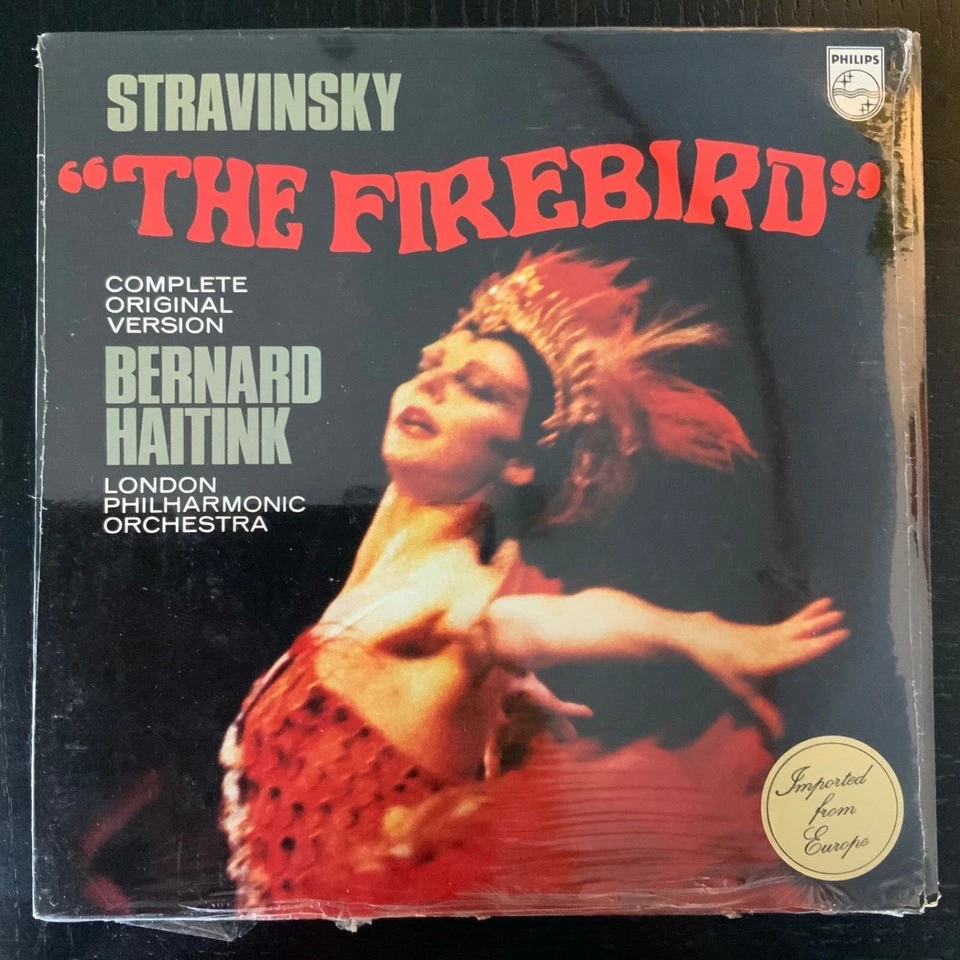 STRAVINSKY
PHILIPS
“THE FIREBIRD”
COMPLETE
ORIGINAL
VERSION
BERNARD
HAITINK
LONDON
PHILHARMONIC
ORCHESTRA
Imported
from
Europe